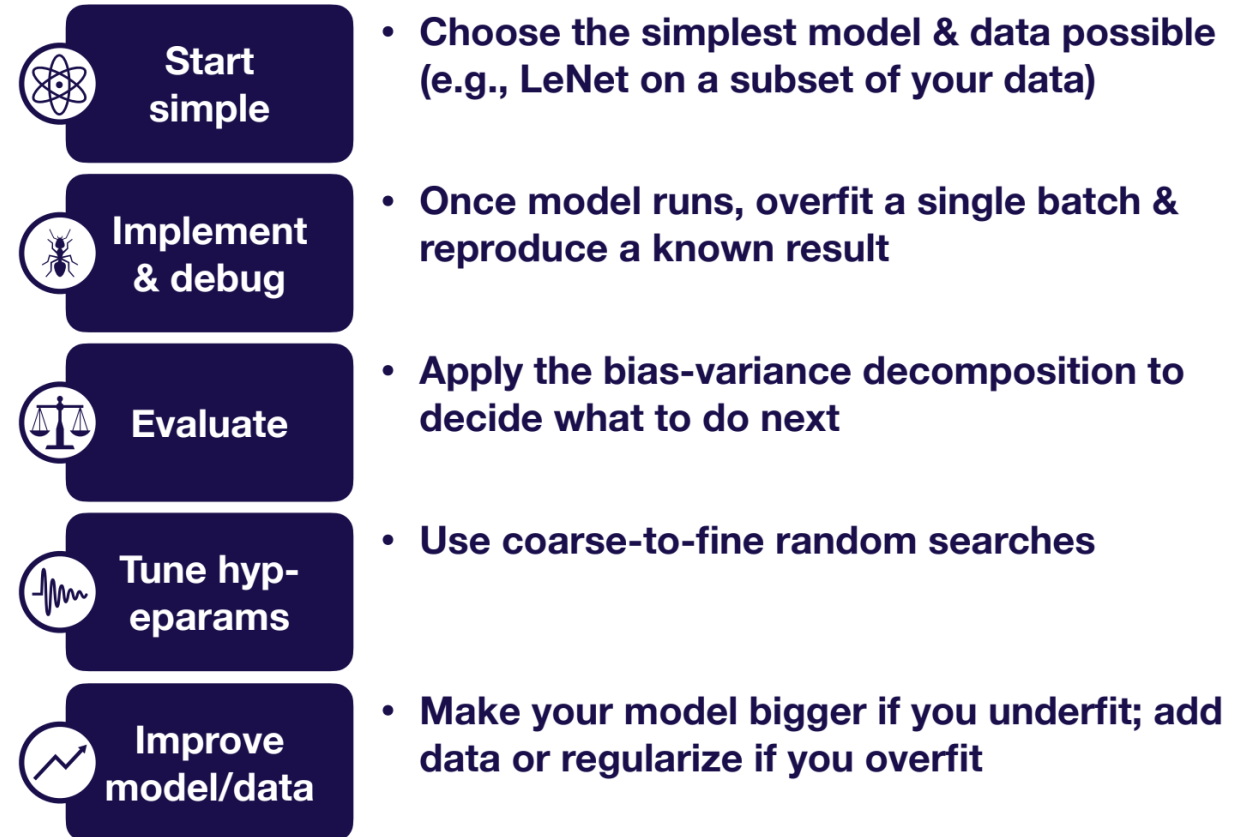 Start
simple
• Choose the simplest model & data possible
(e.g., LeNet on a subset of your data)
Implement
& debug
• Once model runs, overfit a single batch &
reproduce a known result
Evaluate
• Apply the bias-variance decomposition to
decide what to do next
Tune hyp-
eparams
• Use coarse-to-fine random searches
Improve
model/data
• Make your model bigger if you underfit; add
data or regularize if you overfit